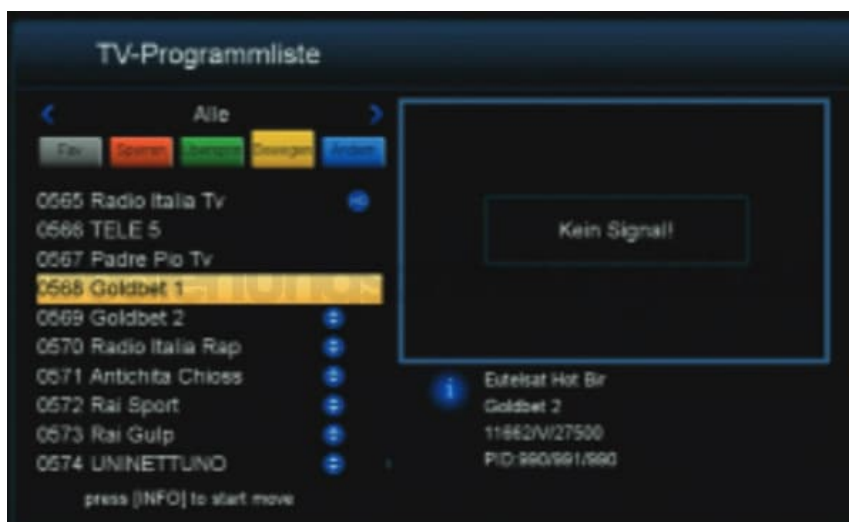 TV-Programmliste
Alle
Fav
Sperren
Bewegen
Ändern
0565 Radio Italia Tv
HD
0566 TELE 5
0567 Padre Pio Tv
0568 Goldbet 1
0569 Goldbet 2
0570 Radio Italia Rap
0571 Antichita Chioss
0572 Rai Sport
0573 Rai Gulp
0574 UNINETTUNO
press [INFO] to start move
Kein Signal!
i
Eutelsat Hot Bir
Goldbet 2
11662/V/27500
PID:990/991/990